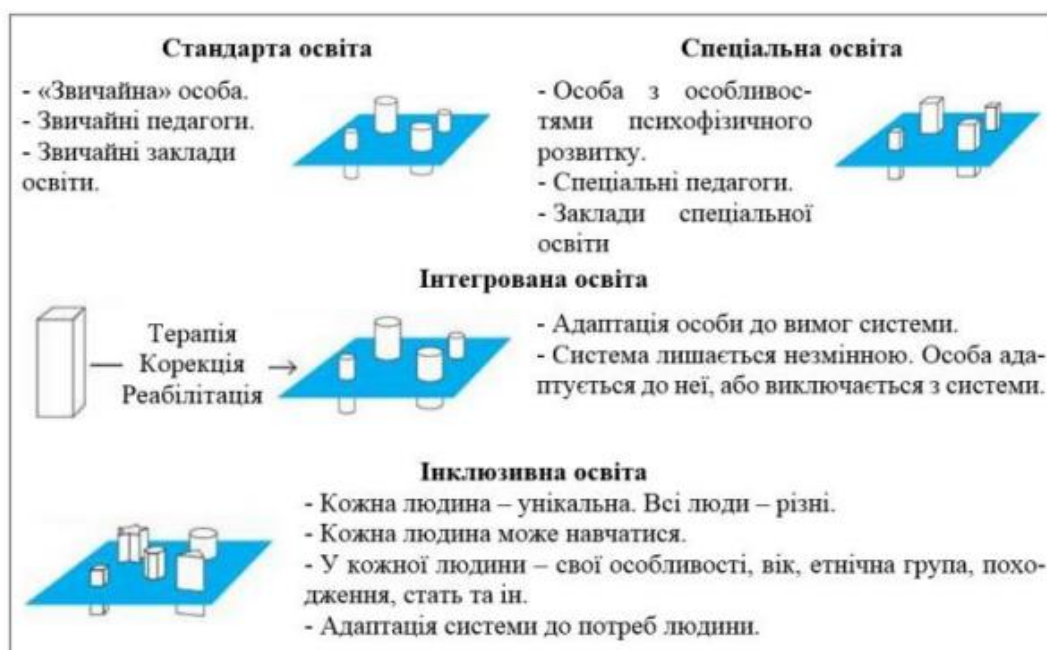 Стандарта освіта
- «Звичайна» особа.
- Звичайні педагоги.
- Звичайні заклади
освіти.
Спеціальна освіта
- Особа з особливос-
тями психофізичного
розвитку.
- Спеціальні педагоги.
- Заклади спеціальної
освіти
Інтегрована освіта
Терапія
Корекція
Реабілітація
- Адаптація особи до вимог системи.
- Система лишається незмінною. Особа ада-
птується до неї, або виключається з системи.
Інклюзивна освіта
- Кожна людина – унікальна. Всі люди – різні.
- Кожна людина може навчатися.
- У кожної людини – свої особливості, вік, етнічна група, похо-
дження, стать та ін.
- Адаптація системи до потреб людини.